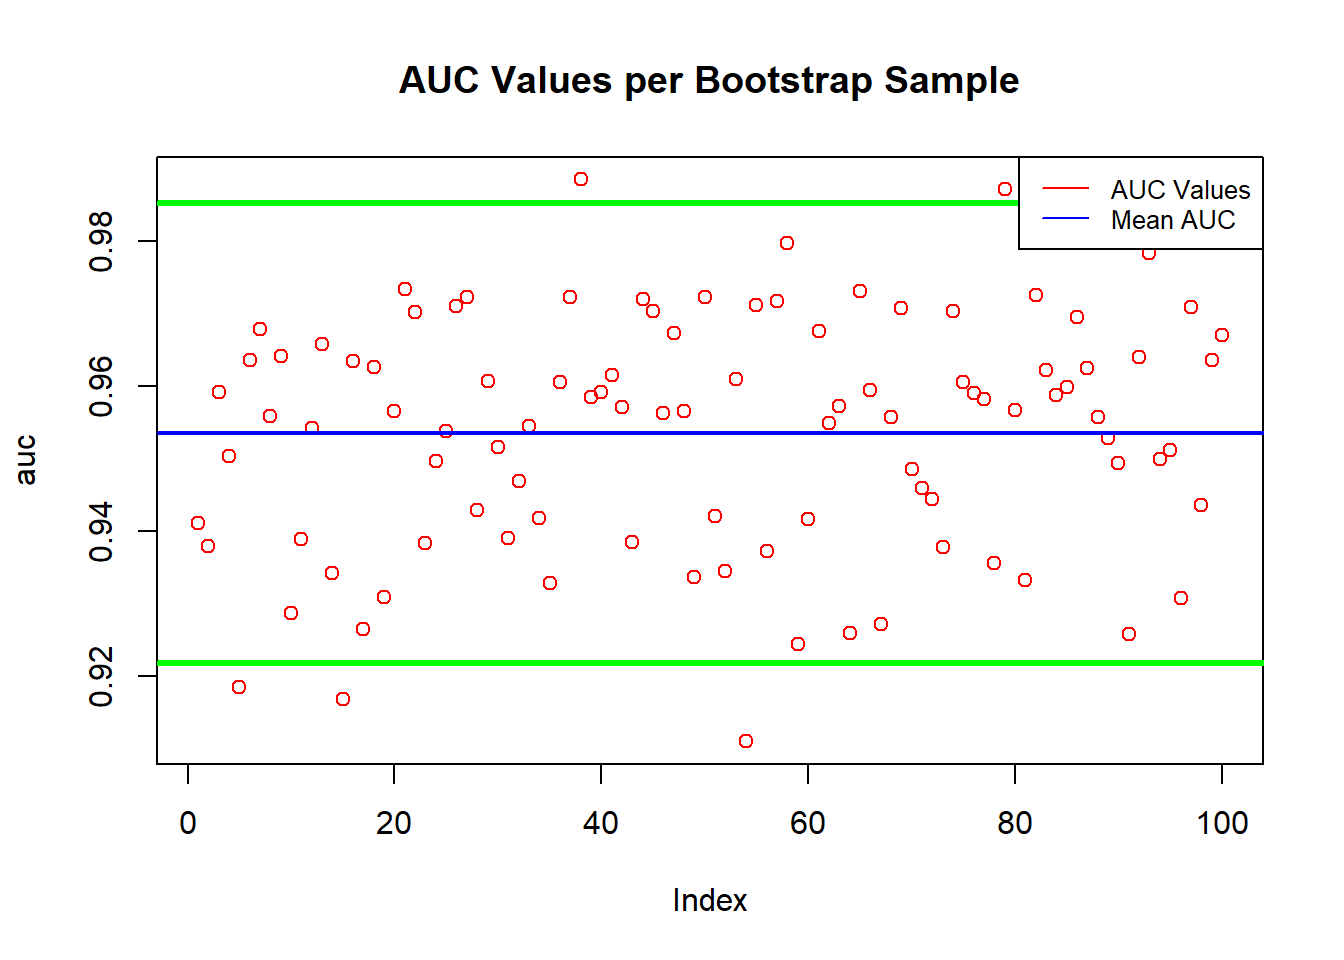 AUC Values per Bootstrap Sample
AUC Values
Mean AUC
auc
0.98
0.96
0.94
0.92
0 20 40 60 80 100
Index